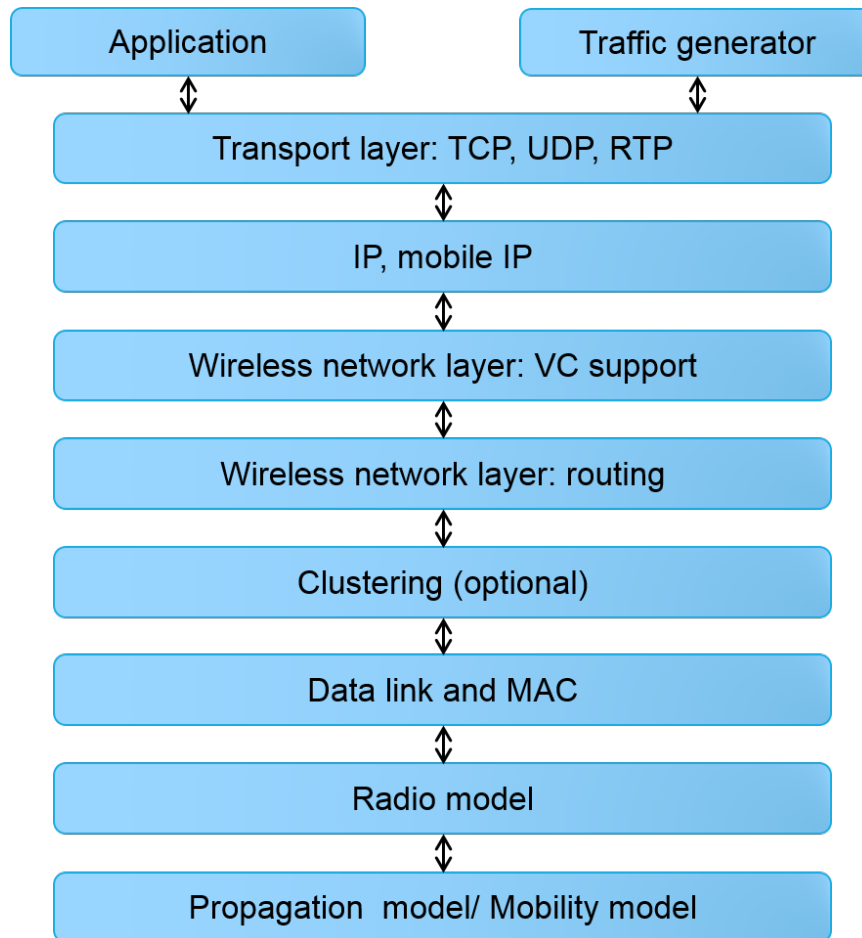 Application
Traffic generator
Transport layer: TCP, UDP, RTP
IP, mobile IP
Wireless network layer: VC support
Wireless network layer: routing
Clustering (optional)
Data link and MAC
Radio model
Propagation model/ Mobility model